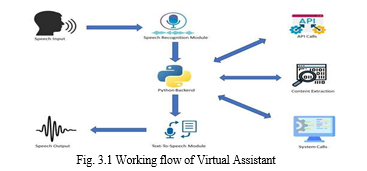 API
Speech Input
Speech Recognition Module
API Calls
Python Backend
Content Extraction
Speech Output
Text-To-Speech Module
System Calls
Fig. 3.1 Working flow of Virtual Assistant